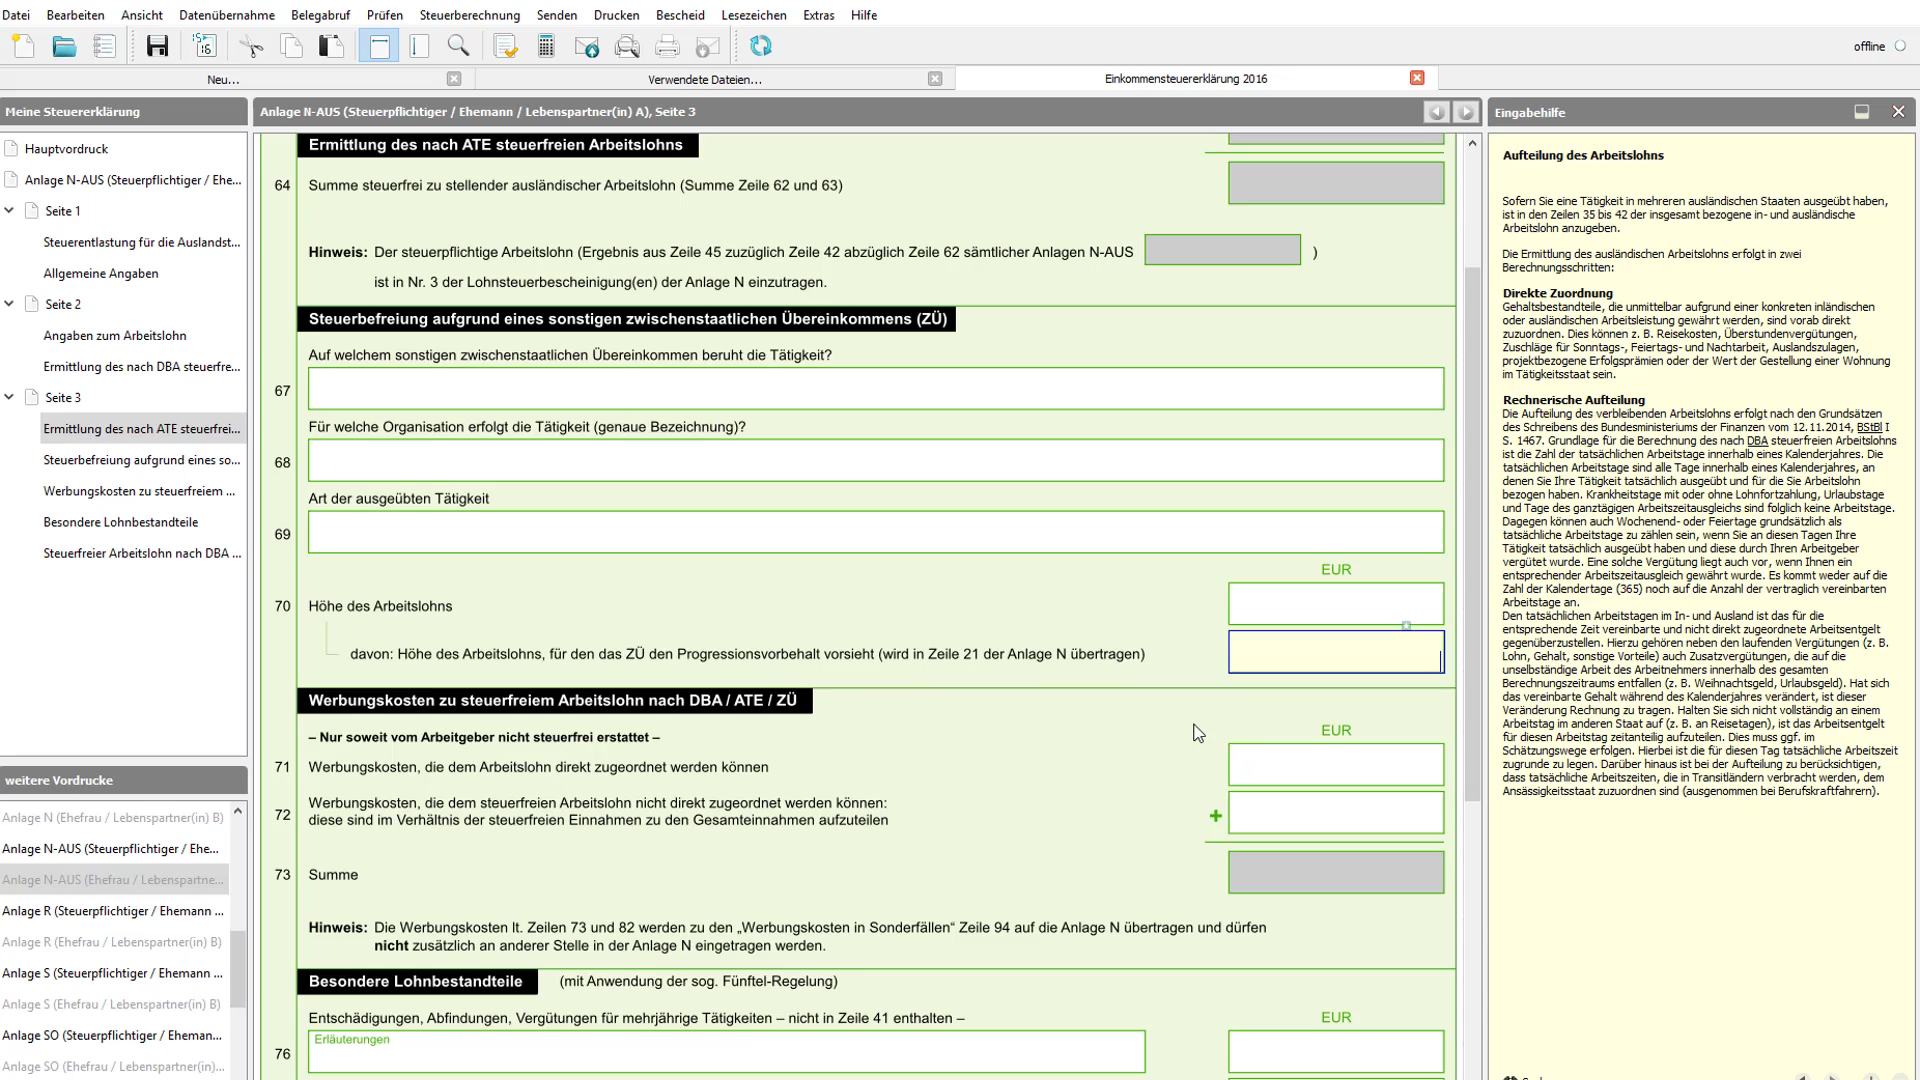 Datei Bearbeiten Ansicht Datenübernahme Belegabruf Prüfen Steuerberechnung Senden Drucken Bescheid Lesezeichen Extras Hilfe
offline
Neu...
Verwendete Dateien...
Einkommensteuererklärung 2016
Meine Steuererklärung
Hauptvordruck
Anlage N-AUS (Steuerpflichtiger / Ehe...
Seite 1
Steuerentlastung für die Auslandst...
Allgemeine Angaben
Seite 2
Angaben zum Arbeitslohn
Ermittlung des nach DBA steuerfre...
Seite 3
Ermittlung des nach ATE steuerfrei...
Steuerbefreiung aufgrund eines so...
Werbungskosten zu steuerfreiem ...
Besondere Lohnbestandteile
Steuerfreier Arbeitslohn nach DBA ...
weitere Vordrucke
Anlage N (Ehefrau / Lebenspartner(in) B)
Anlage N-AUS (Steuerpflichtiger / Ehe...
Anlage N-AUS (Ehefrau / Lebenspartne...
Anlage R (Steuerpflichtiger / Ehemann ...
Anlage R (Ehefrau / Lebenspartner(in) B)
Anlage S (Steuerpflichtiger / Ehemann ...
Anlage S (Ehefrau / Lebenspartner(in) B)
Anlage SO (Steuerpflichtiger / Eheman...
Anlage SO (Ehefrau / Lebenspartner(in)...
Anlage N-AUS (Steuerpflichtiger / Ehemann / Lebenspartner(in) A), Seite 3
Ermittlung des nach ATE steuerfreien Arbeitslohns
64 Summe steuerfrei zu stellender ausländischer Arbeitslohn (Summe Zeile 62 und 63)
Hinweis: Der steuerpflichtige Arbeitslohn (Ergebnis aus Zeile 45 zuzüglich Zeile 42 abzüglich Zeile 62 sämtlicher Anlagen N-AUS )
ist in Nr. 3 der Lohnsteuerbescheinigung(en) der Anlage N einzutragen.
Steuerbefreiung aufgrund eines sonstigen zwischenstaatlichen Übereinkommens (ZÜ)
Auf welchem sonstigen zwischenstaatlichen Übereinkommen beruht die Tätigkeit?
67
Für welche Organisation erfolgt die Tätigkeit (genaue Bezeichnung)?
68
Art der ausgeübten Tätigkeit
69
EUR
70 Höhe des Arbeitslohns
davon: Höhe des Arbeitslohns, für den das ZÜ den Progressionsvorbehalt vorsieht (wird in Zeile 21 der Anlage N übertragen)
Werbungskosten zu steuerfreiem Arbeitslohn nach DBA / ATE / ZÜ
– Nur soweit vom Arbeitgeber nicht steuerfrei erstattet –
EUR
71 Werbungskosten, die dem Arbeitslohn direkt zugeordnet werden können
Werbungskosten, die dem steuerfreien Arbeitslohn nicht direkt zugeordnet werden können:
72 +
diese sind im Verhältnis der steuerfreien Einnahmen zu den Gesamteinnahmen aufzuteilen
73 Summe
Hinweis: Die Werbungskosten lt. Zeilen 73 und 82 werden zu den „Werbungskosten in Sonderfällen“ Zeile 94 auf die Anlage N übertragen und dürfen
nicht zusätzlich an anderer Stelle in der Anlage N eingetragen werden.
Besondere Lohnbestandteile (mit Anwendung der sog. Fünftel-Regelung)
Entschädigungen, Abfindungen, Vergütungen für mehrjährige Tätigkeiten – nicht in Zeile 41 enthalten – EUR
Erläuterungen
76
Eingabehilfe
Aufteilung des Arbeitslohns
Sofern Sie eine Tätigkeit in mehreren ausländischen Staaten ausgeübt haben,
ist in den Zeilen 35 bis 42 der insgesamt bezogene in- und ausländische
Arbeitslohn anzugeben.
Die Ermittlung des ausländischen Arbeitslohns erfolgt in zwei
Berechnungsschritten:
Direkte Zuordnung
Gehaltsbestandteile, die unmittelbar aufgrund einer konkreten inländischen
oder ausländischen Arbeitsleistung gewährt werden, sind vorab direkt
zuzuordnen. Dies können z. B. Reisekosten, Überstundenvergütungen,
Zuschläge für Sonntags-, Feiertags- und Nachtarbeit, Auslandszulagen,
projektbezogene Erfolgsprämien oder der Wert der Gestellung einer Wohnung
im Tätigkeitsstaat sein.
Rechnerische Aufteilung
Die Aufteilung des verbleibenden Arbeitslohns erfolgt nach den Grundsätzen
des Schreibens des Bundesministeriums der Finanzen vom 12.11.2014, BStBl I
S. 1467. Grundlage für die Berechnung des nach DBA steuerfreien Arbeitslohns
ist die Zahl der tatsächlichen Arbeitstage innerhalb eines Kalenderjahres. Die
tatsächlichen Arbeitstage sind alle Tage innerhalb eines Kalenderjahres, an
denen Sie Ihre Tätigkeit tatsächlich ausgeübt und für die Sie Arbeitslohn
bezogen haben. Krankheitstage mit oder ohne Lohnfortzahlung, Urlaubstage
und Tage des ganztägigen Arbeitszeitausgleichs sind folglich keine Arbeitstage.
Dagegen können auch Wochenend- oder Feiertage grundsätzlich als
tatsächliche Arbeitstage zu zählen sein, wenn Sie an diesen Tagen Ihre
Tätigkeit tatsächlich ausgeübt haben und diese durch Ihren Arbeitgeber
vergütet wurde. Eine solche Vergütung liegt auch vor, wenn Ihnen ein
entsprechender Arbeitszeitausgleich gewährt wurde. Es kommt weder auf die
Zahl der Kalendertage (365) noch auf die Anzahl der vertraglich vereinbarten
Arbeitstage an.
Den tatsächlichen Arbeitstagen im In- und Ausland ist das für die
entsprechende Zeit vereinbarte und nicht direkt zugeordnete Arbeitsentgelt
gegenüberzustellen. Hierzu gehören neben den laufenden Vergütungen (z. B.
Lohn, Gehalt, sonstige Vorteile) auch Zusatzvergütungen, die auf die
unselbständige Arbeit des Arbeitnehmers innerhalb des gesamten
Berechnungszeitraums entfallen (z. B. Weihnachtsgeld, Urlaubsgeld). Hat sich
das vereinbarte Gehalt während des Kalenderjahres verändert, ist dieser
Veränderung Rechnung zu tragen. Halten Sie sich nicht vollständig an einem
Arbeitstag im anderen Staat auf (z. B. an Reisetagen), ist das Arbeitsentgelt
für diesen Arbeitstag zeitanteilig aufzuteilen. Dies muss ggf. im
Schätzungswege erfolgen. Hierbei ist die für diesen Tag tatsächliche Arbeitszeit
zugrunde zu legen. Darüber hinaus ist bei der Aufteilung zu berücksichtigen,
dass tatsächliche Arbeitszeiten, die in Transitländern verbracht werden, dem
Ansässigkeitsstaat zuzuordnen sind (ausgenommen bei Berufskraftfahrern).